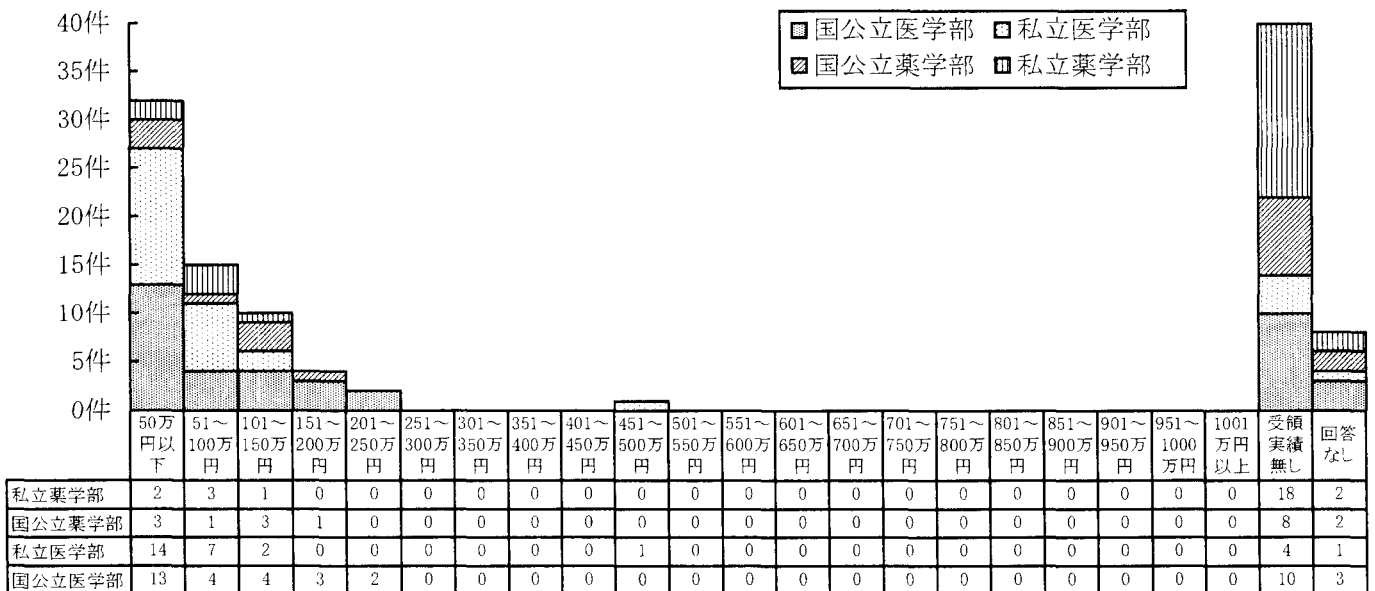 40件
35件
30件
25件
20件
15件
10件
5件
0件
国公立医学部 私立医学部
国公立薬学部 私立薬学部
50万円以下 51～100万円 101～150万円 151～200万円 201～250万円 251～300万円 301～350万円 351～400万円 401～450万円 451～500万円 501～550万円 551～600万円 601～650万円 651～700万円 701～750万円 751～800万円 801～850万円 851～900万円 901～950万円 951～1000万円 1001万円以上 受領実績無し 回答なし
私立薬学部 2 3 1 0 0 0 0 0 0 0 0 0 0 0 0 0 0 0 0 0 0 18 2
国公立薬学部 3 1 3 1 0 0 0 0 0 0 0 0 0 0 0 0 0 0 0 0 0 8 2
私立医学部 14 7 2 0 0 0 0 0 0 1 0 0 0 0 0 0 0 0 0 0 0 4 1
国公立医学部 13 4 4 3 2 0 0 0 0 0 0 0 0 0 0 0 0 0 0 0 0 10 3